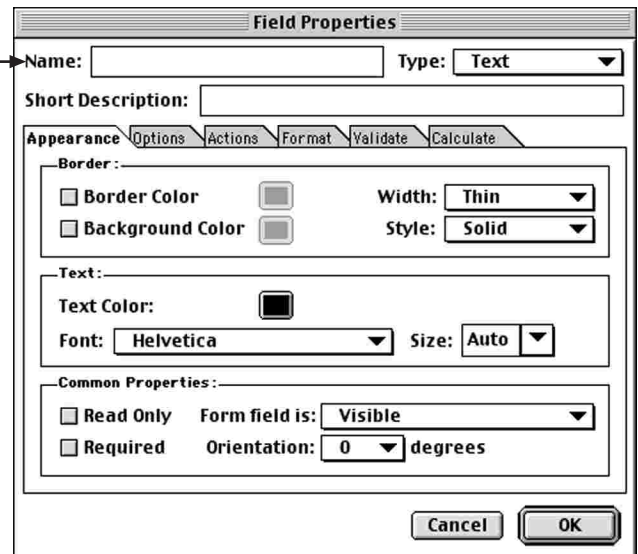 Field Properties
Name: Type: Text
Short Description:
Appearance Options Actions Format Validate Calculate
Border:
Border Color Width: Thin
Background Color Style: Solid
Text:
Text Color:
Font: Helvetica Size: Auto
Common Properties:
Read Only Form field is: Visible
Required Orientation: 0 degrees
Cancel OK